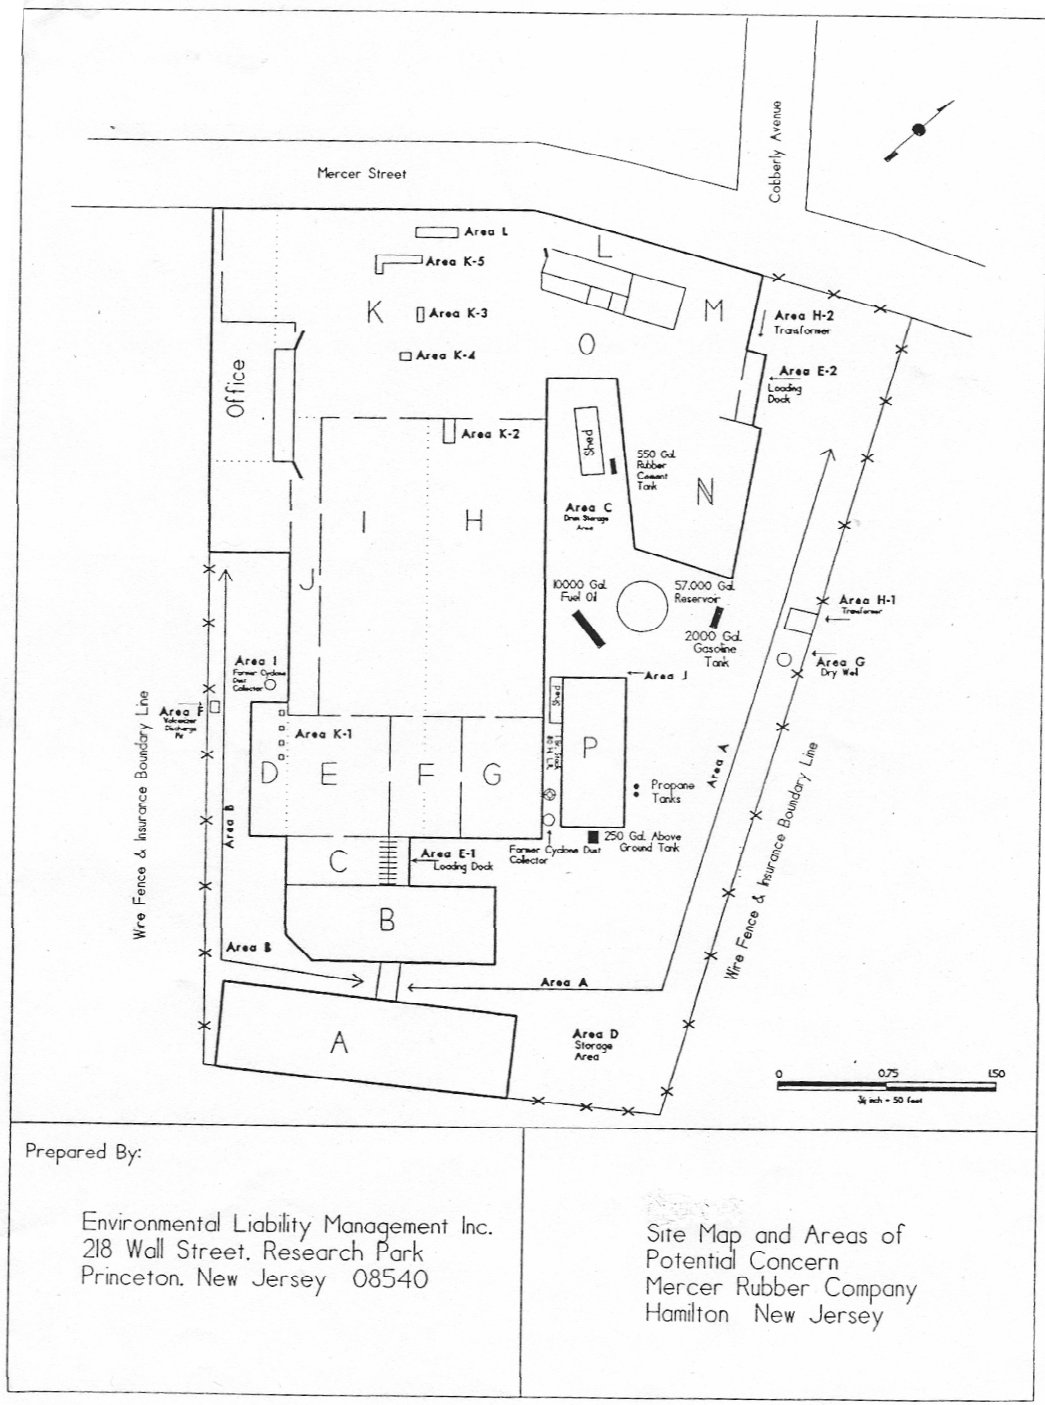 Cobberly Avenue
Mercer Street
Area L
L
Area K-5
K
Area K-3
M
Area H-2
Transformer
O
Area K-4
Area E-2
Loading
Dock
Office
Area K-2
Shed
550 Gal.
Rubber
Cement
Tank
N
I
H
Area C
Drum Storage
Area
J
10000 Gal.
Fuel Oil
57,000 Gal.
Reservoir
Area H-1
Transformer
2000 Gal.
Gasoline
Tank
Area I
Former Cyclone
Dust
Collector
Area G
Dry Well
Area J
Shed
Area F
Vulcanizer
Discharge
Pit
Area K-1
D
E
F
G
P
Propane
Tanks
Area A
Area B
Wire Fence & Insurance Boundary Line
Wire Fence & Insurance Boundary Line
250 Gal. Above
Ground Tank
Former Cyclone Dust
Collector
C
Area E-1
Loading Dock
B
Area B
Area A
A
Area D
Storage
Area
0 0.75 1.50
inch = 50 feet
Prepared By:
Environmental Liability Management Inc.
218 Wall Street, Research Park
Princeton, New Jersey 08540
Site Map and Areas of
Potential Concern
Mercer Rubber Company
Hamilton New Jersey